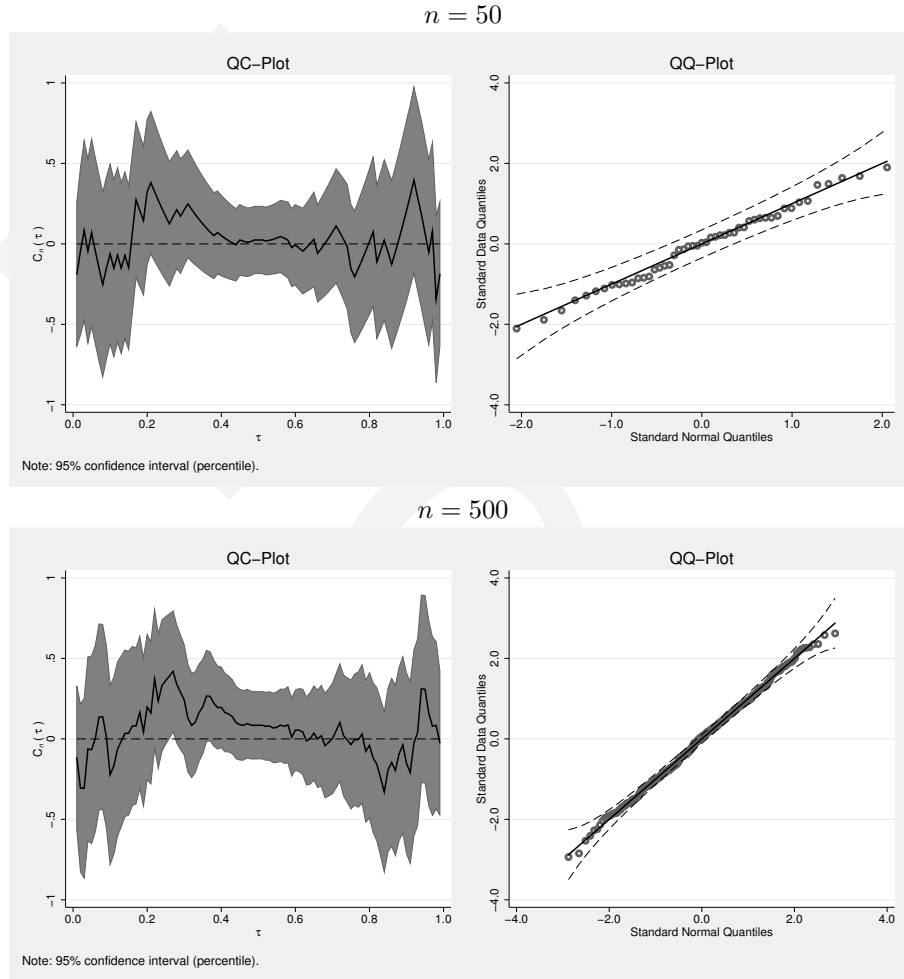 n = 50
QC−Plot
QQ−Plot
C_n(τ)
1
.5
0
−.5
−1
0.0 0.2 0.4 0.6 0.8 1.0
τ
Standard Data Quantiles
4.0
2.0
0.0
−2.0
−4.0
−2.0 −1.0 0.0 1.0 2.0
Standard Normal Quantiles
Note: 95% confidence interval (percentile).
n = 500
QC−Plot
QQ−Plot
C_n(τ)
1
.5
0
−.5
−1
0.0 0.2 0.4 0.6 0.8 1.0
τ
Standard Data Quantiles
4.0
2.0
0.0
−2.0
−4.0
−4.0 −2.0 0.0 2.0 4.0
Standard Normal Quantiles
Note: 95% confidence interval (percentile).